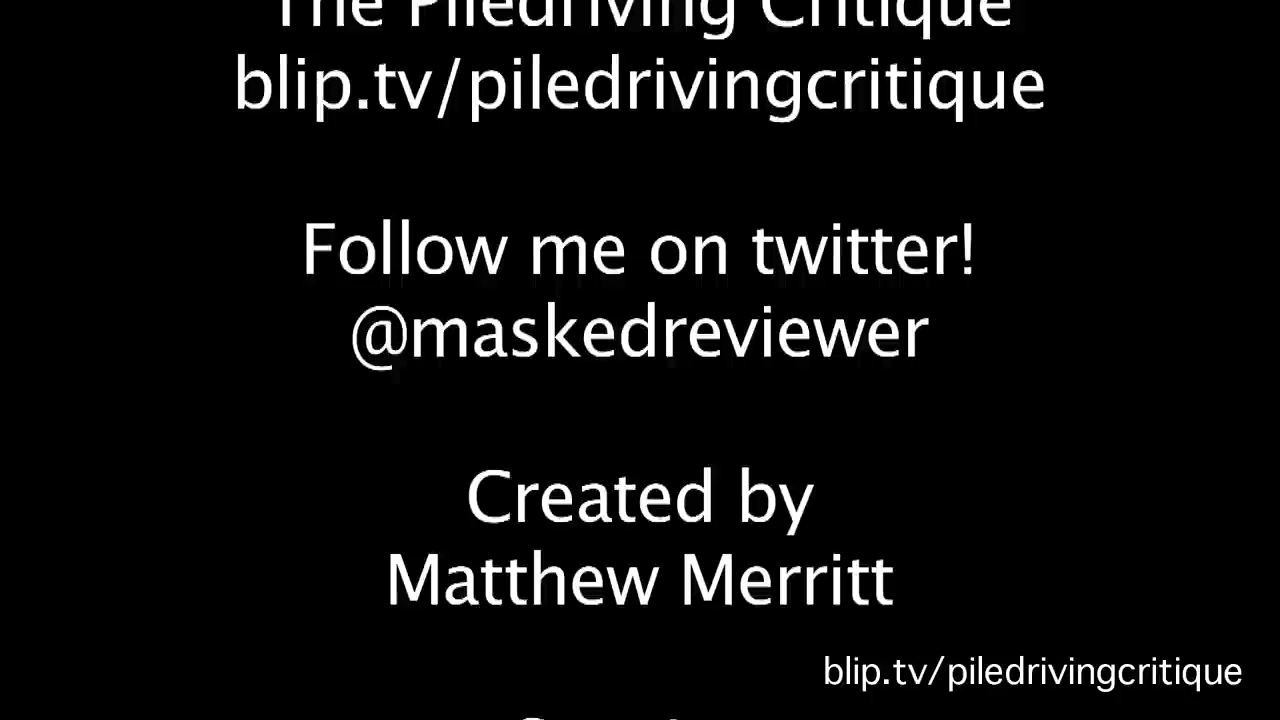 The Piledriving Critique
blip.tv/piledrivingcritique
Follow me on twitter!
@maskedreviewer
Created by
Matthew Merritt
blip.tv/piledrivingcritique